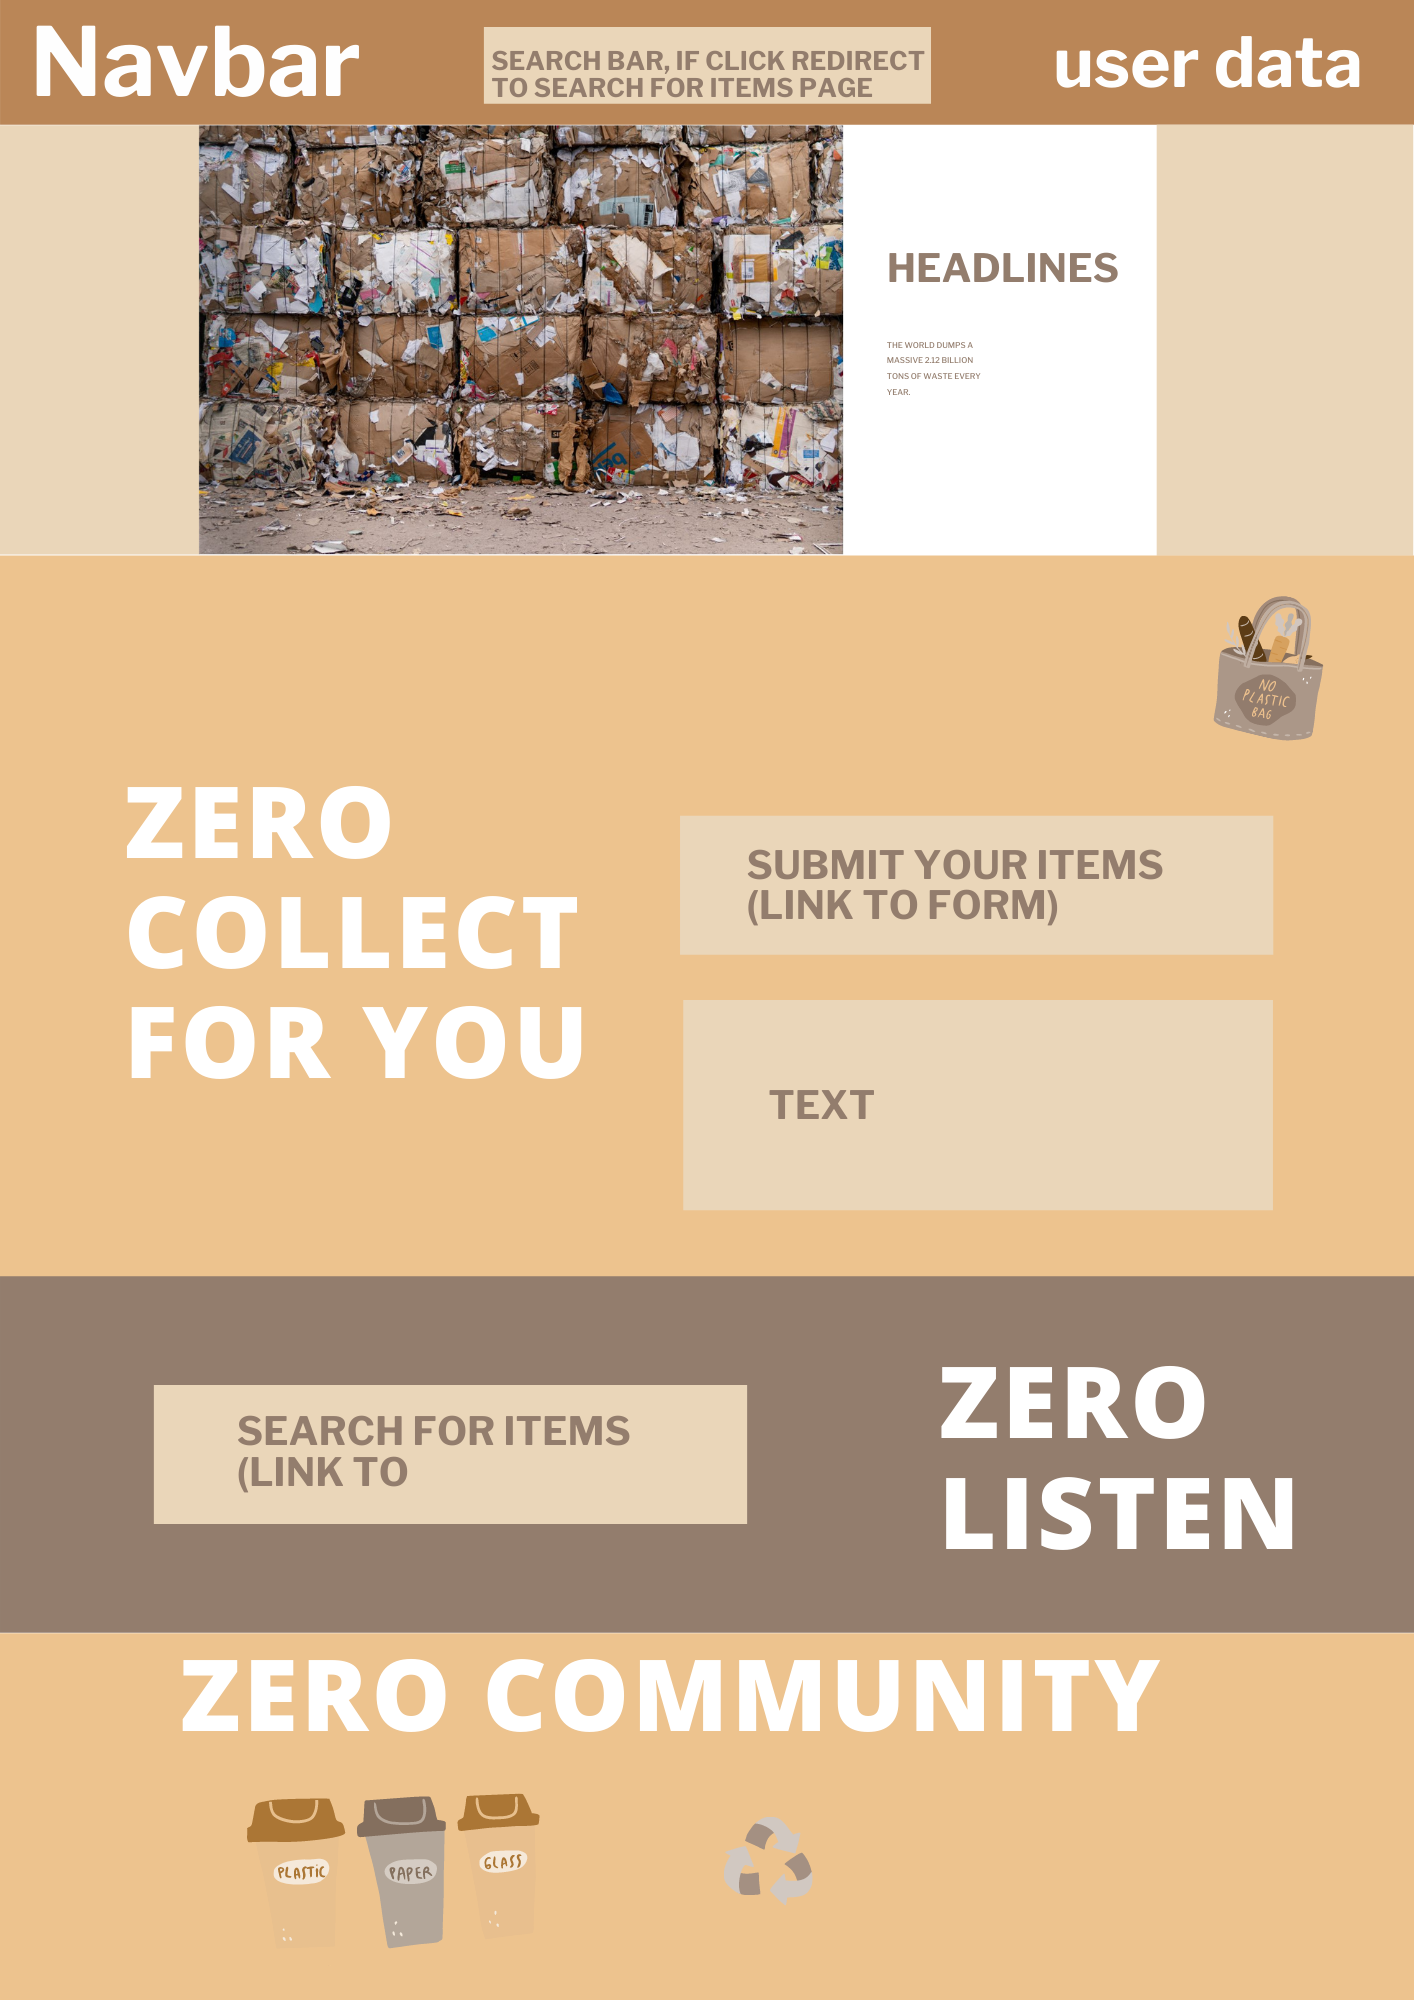 Navbar
SEARCH BAR, IF CLICK REDIRECT
TO SEARCH FOR ITEMS PAGE
user data
HEADLINES
THE WORLD DUMPS A
MASSIVE 2.12 BILLION
TONS OF WASTE EVERY
YEAR.
NO
PLASTIC
BAG
ZERO
COLLECT
FOR YOU
SUBMIT YOUR ITEMS
(LINK TO FORM)
TEXT
SEARCH FOR ITEMS
(LINK TO
ZERO
LISTEN
ZERO COMMUNITY
PLASTiC
PAPER
GLASS